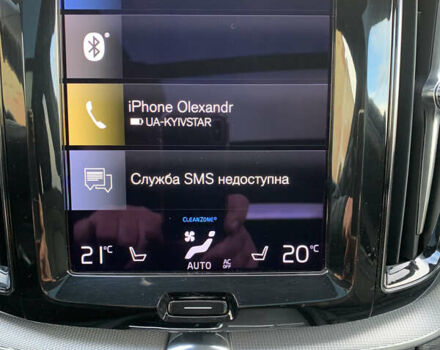 iPhone Olexandr
UA-KYIVSTAR
Служба SMS недоступна
CLEANZONE®
21°C
20°C
AUTO
AC OFF